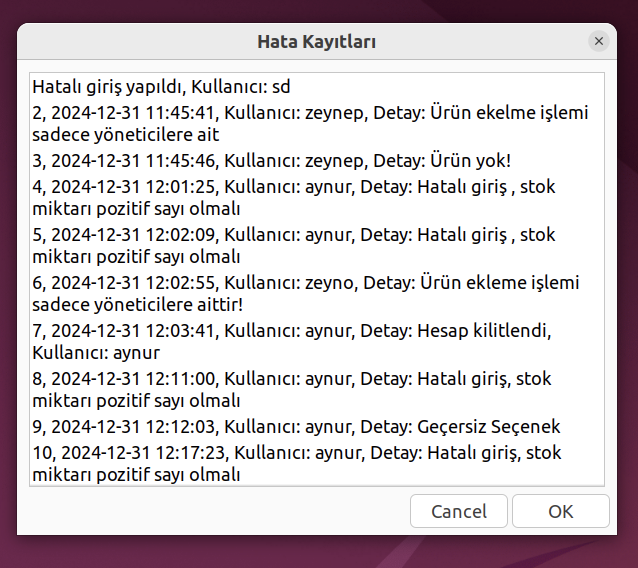 Hata Kayıtları
Hatalı giriş yapıldı, Kullanıcı: sd
2, 2024-12-31 11:45:41, Kullanıcı: zeynep, Detay: Ürün ekelme işlemi
sadece yöneticilere ait
3, 2024-12-31 11:45:46, Kullanıcı: zeynep, Detay: Ürün yok!
4, 2024-12-31 12:01:25, Kullanıcı: aynur, Detay: Hatalı giriş , stok
miktarı pozitif sayı olmalı
5, 2024-12-31 12:02:09, Kullanıcı: aynur, Detay: Hatalı giriş , stok
miktarı pozitif sayı olmalı
6, 2024-12-31 12:02:55, Kullanıcı: zeyno, Detay: Ürün ekleme işlemi
sadece yöneticilere aittir!
7, 2024-12-31 12:03:41, Kullanıcı: aynur, Detay: Hesap kilitlendi,
Kullanıcı: aynur
8, 2024-12-31 12:11:00, Kullanıcı: aynur, Detay: Hatalı giriş, stok
miktarı pozitif sayı olmalı
9, 2024-12-31 12:12:03, Kullanıcı: aynur, Detay: Geçersiz Seçenek
10, 2024-12-31 12:17:23, Kullanıcı: aynur, Detay: Hatalı giriş, stok
miktarı pozitif sayı olmalı
Cancel OK